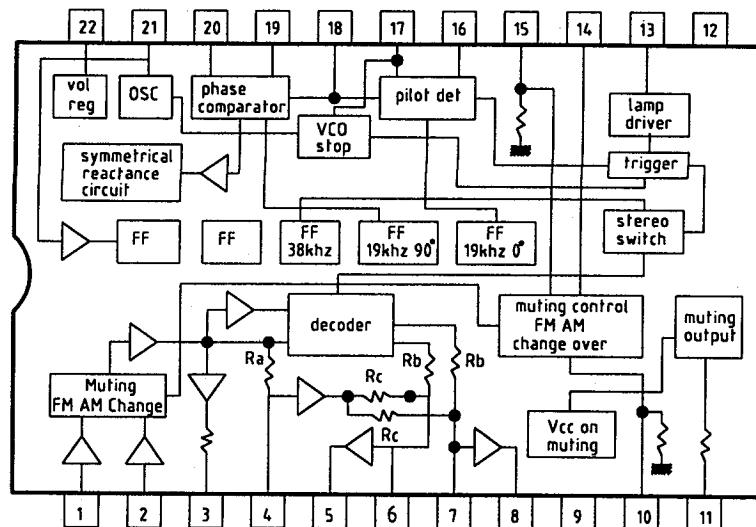 22 21 20 19 18 17 16 15 14 13 12
vol
reg
OSC
phase
comparator
pilot det
lamp
driver
VCO
stop
symmetrical
reactance
circuit
trigger
FF
FF
FF
38khz
FF
19khz 90°
FF
19khz 0°
stereo
switch
decoder
muting control
FM AM
change over
muting
output
Ra
Rb
Rb
Rc
Muting
FM AM Change
Rc
Vcc on
muting
1 2 3 4 5 6 7 8 9 10 11